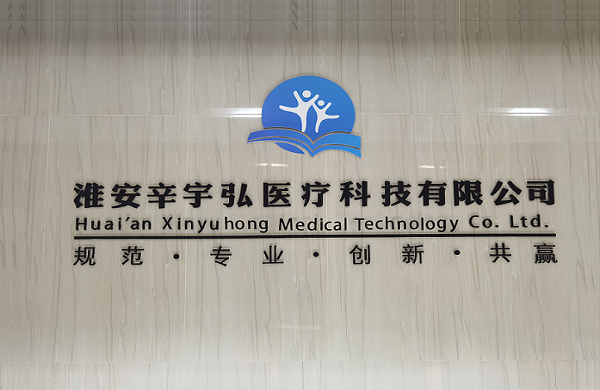 淮安辛宇弘医疗科技有限公司
Huai'an Xinyuhong Medical Technology Co. Ltd.
规范·专业·创新·共赢